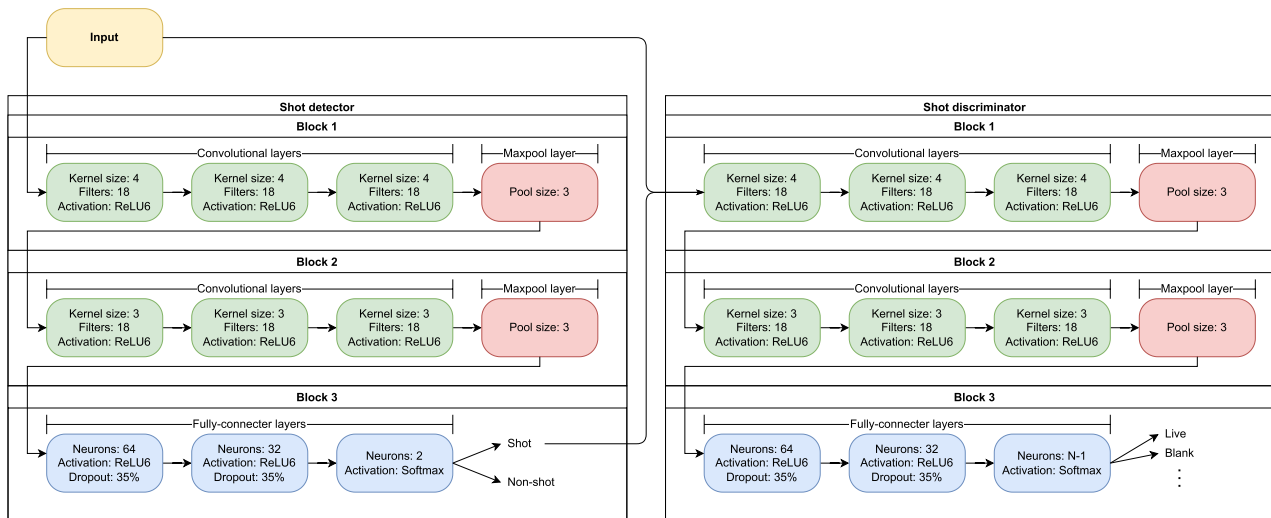 Input
Shot detector
Block 1
Convolutional layers
Maxpool layer
Kernel size: 4
Filters: 18
Activation: ReLU6
Kernel size: 4
Filters: 18
Activation: ReLU6
Kernel size: 4
Filters: 18
Activation: ReLU6
Pool size: 3
Block 2
Convolutional layers
Maxpool layer
Kernel size: 3
Filters: 18
Activation: ReLU6
Kernel size: 3
Filters: 18
Activation: ReLU6
Kernel size: 3
Filters: 18
Activation: ReLU6
Pool size: 3
Block 3
Fully-connecter layers
Neurons: 64
Activation: ReLU6
Dropout: 35%
Neurons: 32
Activation: ReLU6
Dropout: 35%
Neurons: 2
Activation: Softmax
Shot
Non-shot
Shot discriminator
Block 1
Convolutional layers
Maxpool layer
Kernel size: 4
Filters: 18
Activation: ReLU6
Kernel size: 4
Filters: 18
Activation: ReLU6
Kernel size: 4
Filters: 18
Activation: ReLU6
Pool size: 3
Block 2
Convolutional layers
Maxpool layer
Kernel size: 3
Filters: 18
Activation: ReLU6
Kernel size: 3
Filters: 18
Activation: ReLU6
Kernel size: 3
Filters: 18
Activation: ReLU6
Pool size: 3
Block 3
Fully-connecter layers
Neurons: 64
Activation: ReLU6
Dropout: 35%
Neurons: 32
Activation: ReLU6
Dropout: 35%
Neurons: N-1
Activation: Softmax
Live
Blank